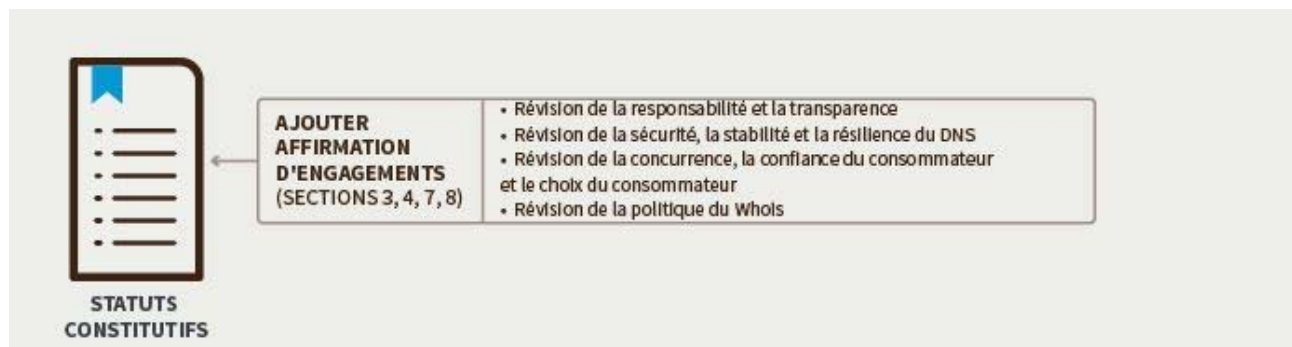 AJOUTER
AFFIRMATION
D'ENGAGEMENTS
(SECTIONS 3, 4, 7, 8)
• Révision de la responsabilité et la transparence
• Révision de la sécurité, la stabilité et la résilience du DNS
• Révision de la concurrence, la confiance du consommateur
et le choix du consommateur
• Révision de la politique du Whois
STATUTS
CONSTITUTIFS